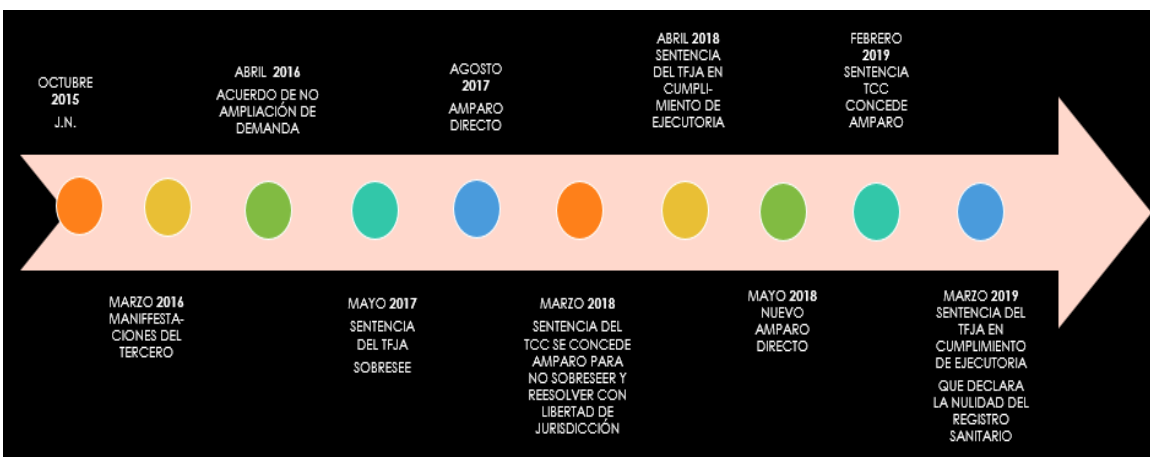 OCTUBRE
2015
J.N.
MARZO 2016
MANIFFESTA-
CIONES DEL
TERCERO
ABRIL 2016
ACUERDO DE NO
AMPLIACIÓN DE
DEMANDA
MAYO 2017
SENTENCIA
DEL TFJA
SOBRESEE
AGOSTO
2017
AMPARO
DIRECTO
MARZO 2018
SENTENCIA DEL
TCC SE CONCEDE
AMPARO PARA
NO SOBRESEER Y
REESOLVER CON
LIBERTAD DE
JURISDICCIÓN
ABRIL 2018
SENTENCIA
DEL TFJA EN
CUMPLI-
MIENTO DE
EJECUTORIA
MAYO 2018
NUEVO
AMPARO
DIRECTO
FEBRERO
2019
SENTENCIA
TCC
CONCEDE
AMPARO
MARZO 2019
SENTENCIA DEL
TFJA EN
CUMPLIMIENTO
DE EJECUTORIA
QUE DECLARA
LA NULIDAD DEL
REGISTRO
SANITARIO